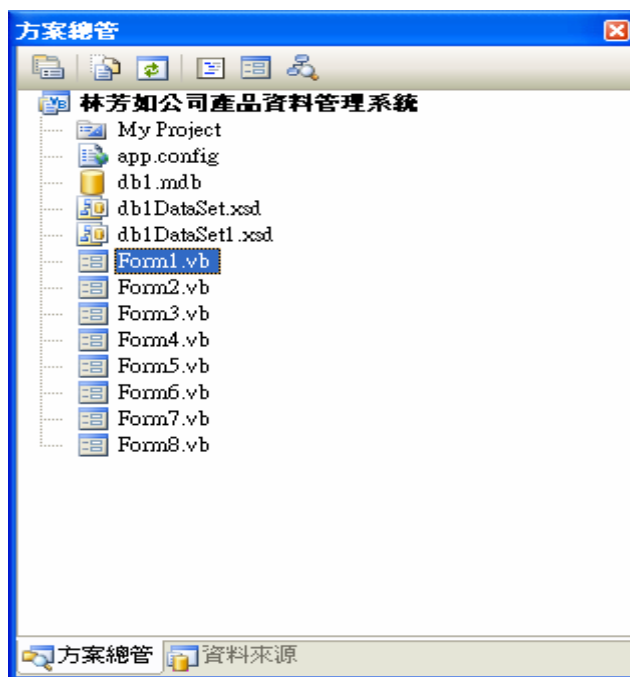 方案總管
林芳如公司產品資料管理系統
My Project
app.config
db1.mdb
db1DataSet.xsd
db1DataSet1.xsd
Form1.vb
Form2.vb
Form3.vb
Form4.vb
Form5.vb
Form6.vb
Form7.vb
Form8.vb
方案總管 資料來源